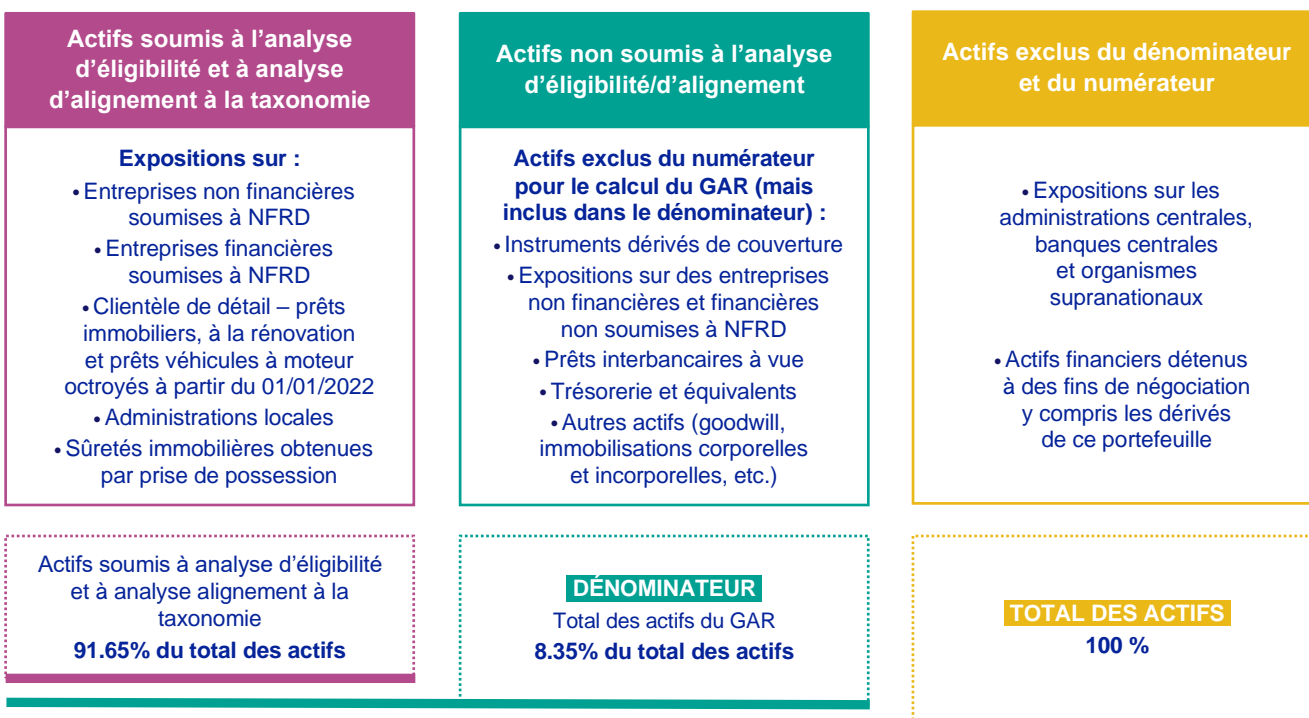 Actifs soumis à l’analyse
d’éligibilité et à analyse
d’alignement à la taxonomie
Expositions sur :
• Entreprises non financières
soumises à NFRD
• Entreprises financières
soumises à NFRD
• Clientèle de détail – prêts
immobiliers, à la rénovation
et prêts véhicules à moteur
octroyés à partir du 01/01/2022
• Administrations locales
• Sûretés immobilières obtenues
par prise de possession
Actifs soumis à analyse d’éligibilité
et à analyse alignement à la
taxonomie
91.65% du total des actifs
Actifs non soumis à l’analyse
d’éligibilité/d’alignement
Actifs exclus du numérateur
pour le calcul du GAR (mais
inclus dans le dénominateur) :
• Instruments dérivés de couverture
• Expositions sur des entreprises
non financières et financières
non soumises à NFRD
• Prêts interbancaires à vue
• Trésorerie et équivalents
• Autres actifs (goodwill,
immobilisations corporelles
et incorporelles, etc.)
DÉNOMINATEUR
Total des actifs du GAR
8.35% du total des actifs
Actifs exclus du dénominateur
et du numérateur
• Expositions sur les
administrations centrales,
banques centrales
et organismes
supranationaux
• Actifs financiers détenus
à des fins de négociation
y compris les dérivés
de ce portefeuille
TOTAL DES ACTIFS
100 %